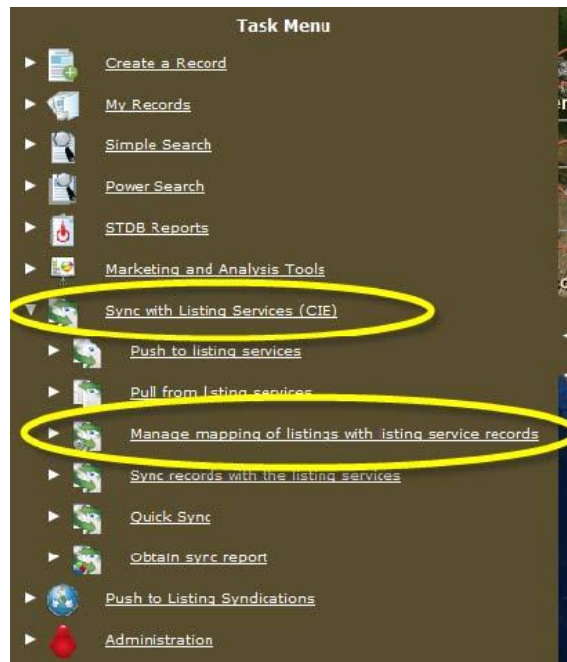 Task Menu
Create a Record
My Records
Simple Search
Power Search
STDB Reports
Marketing and Analysis Tools
Sync with Listing Services (CIE)
Push to listing services
Pull from listing services
Manage mapping of listings with listing service records
Sync records with the listing services
Quick Sync
Obtain sync report
Push to Listing Syndications
Administration